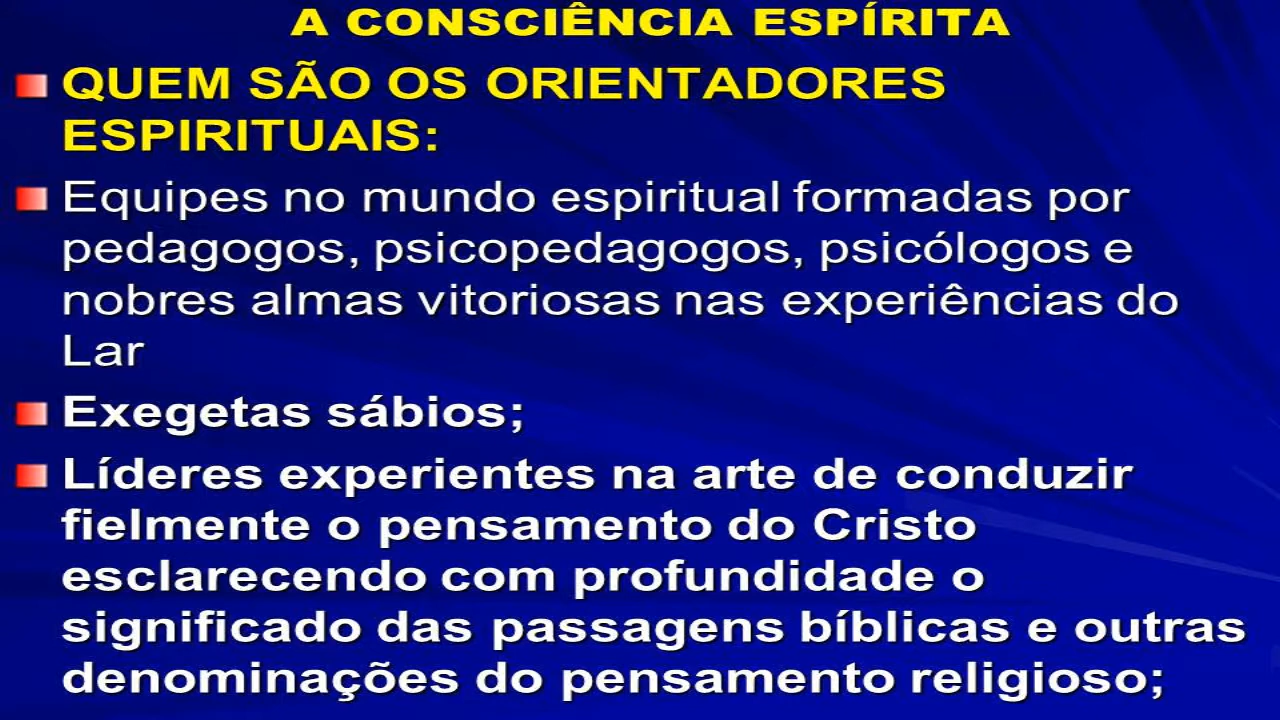 A CONSCIÊNCIA ESPÍRITA
QUEM SÃO OS ORIENTADORES
ESPIRITUAIS:
Equipes no mundo espiritual formadas por
pedagogos, psicopedagogos, psicólogos e
nobres almas vitoriosas nas experiências do
Lar
Exegetas sábios;
Líderes experientes na arte de conduzir
fielmente o pensamento do Cristo
esclarecendo com profundidade o
significado das passagens bíblicas e outras
denominações do pensamento religioso;